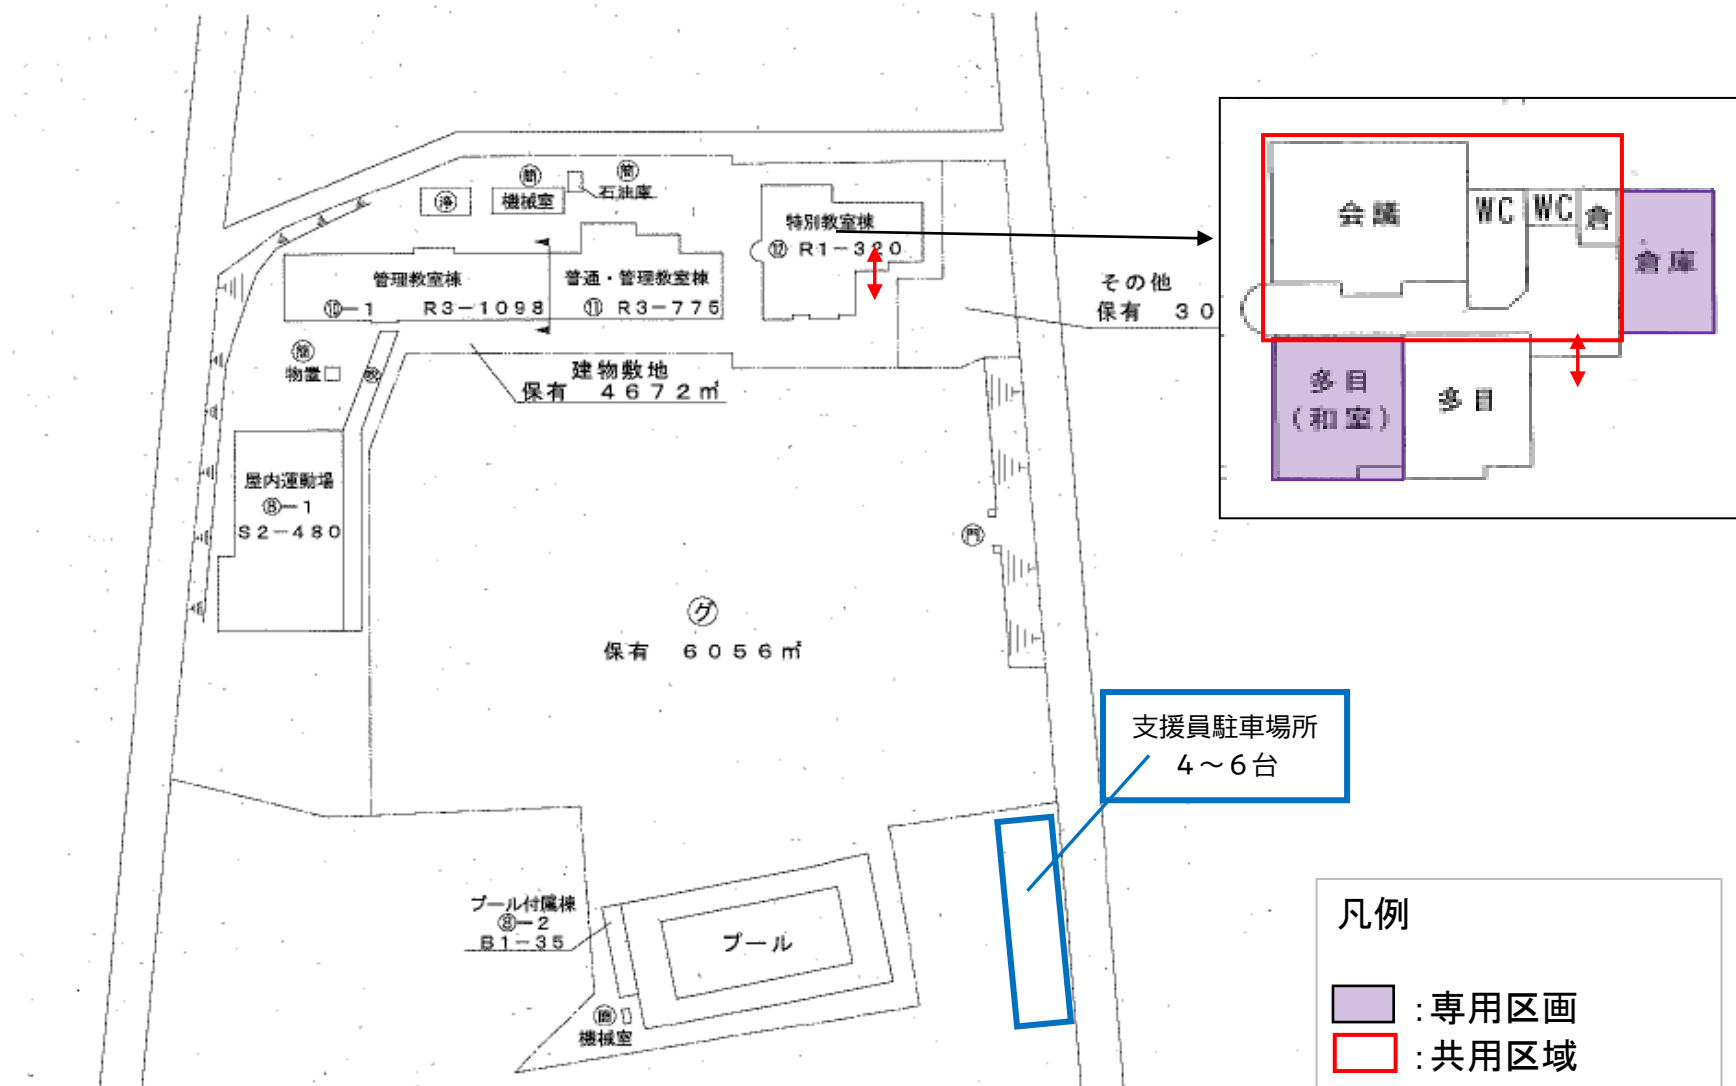 ㊢
機械室
石油庫
特別教室棟
⑫ R1-320
管理教室棟
⑩-1 R3-1098
普通・管理教室棟
⑪ R3-775
その他
保有 30
物置
建物敷地
保有 4672㎡
屋内運動場
⑧-1
S2-480
門
グ
保有 6056㎡
支援員駐車場所
4～6台
プール付属棟
⑧-2
B1-35
プール
機械室
会議
WC
WC
倉
倉庫
多目
(和室)
多目
凡例
：専用区画
：共用区域